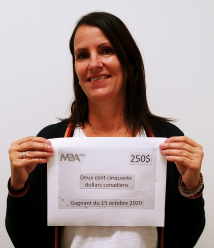 MBA
250$
Deux cent cinquante
dollars canadiens
Gagnant du 15 octobre 2020